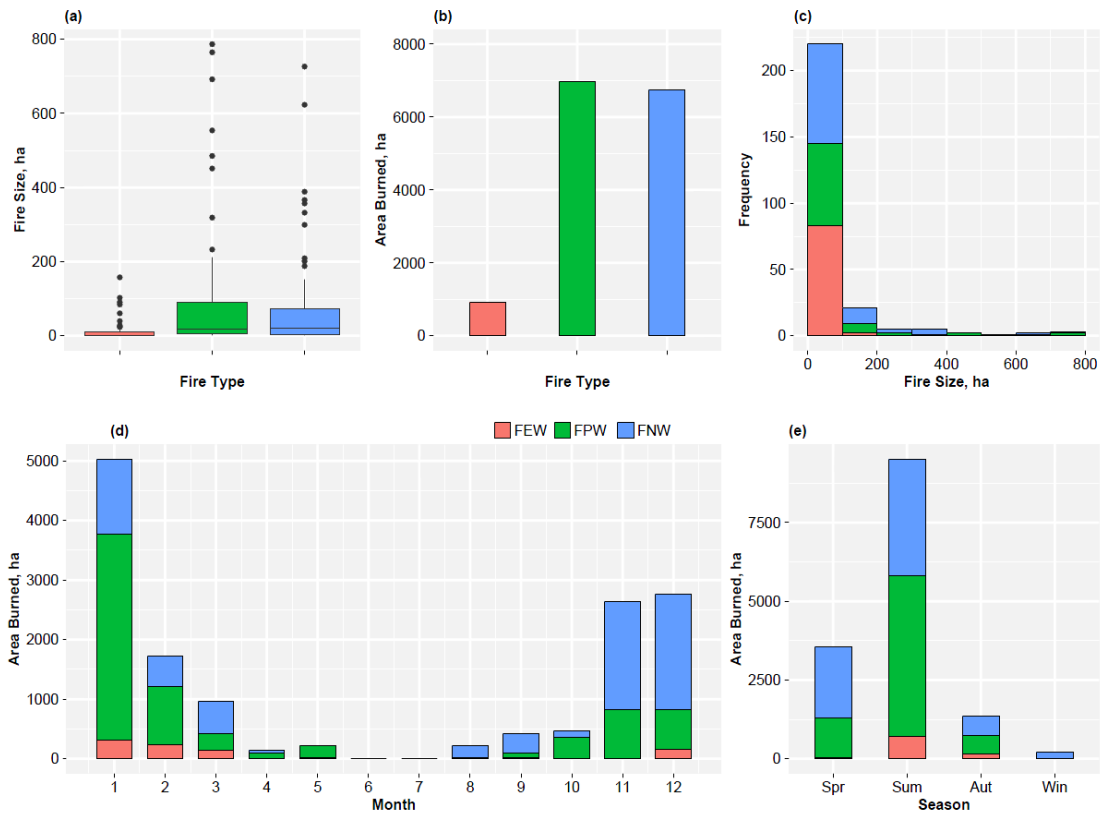 (a)
800
600
400
200
0
Fire Size, ha
Fire Type
(b)
8000
6000
4000
2000
0
Area Burned, ha
Fire Type
(c)
200
150
100
50
0
Frequency
0 200 400 600 800
Fire Size, ha
FEW FPW FNW
(d)
5000
4000
3000
2000
1000
0
Area Burned, ha
1 2 3 4 5 6 7 8 9 10 11 12
Month
(e)
7500
5000
2500
0
Area Burned, ha
Spr Sum Aut Win
Season